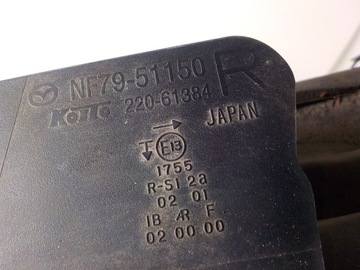 NF79-51150 R
KOITO 220-61384
JAPAN
E13
1755
R-S1 2a
02 01
IB AR F
02 00 00